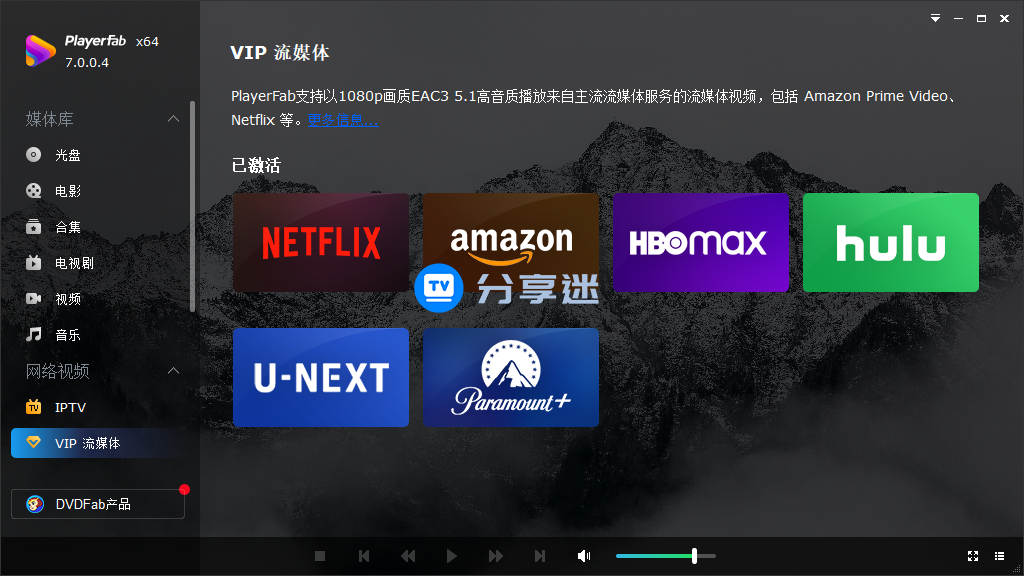 Playerfab x64
7.0.0.4
媒体库
光盘
电影
合集
电视剧
视频
音乐
网络视频
TV IPTV
VIP 流媒体
DVDFab产品
VIP 流媒体
PlayerFab支持以1080p画质EAC3 5.1高音质播放来自主流流媒体服务的流媒体视频，包括 Amazon Prime Video、
Netflix 等。更多信息...
已激活
NETFLIX
amazon
HBOmax
hulu
TV 分享迷
U-NEXT
Paramount+